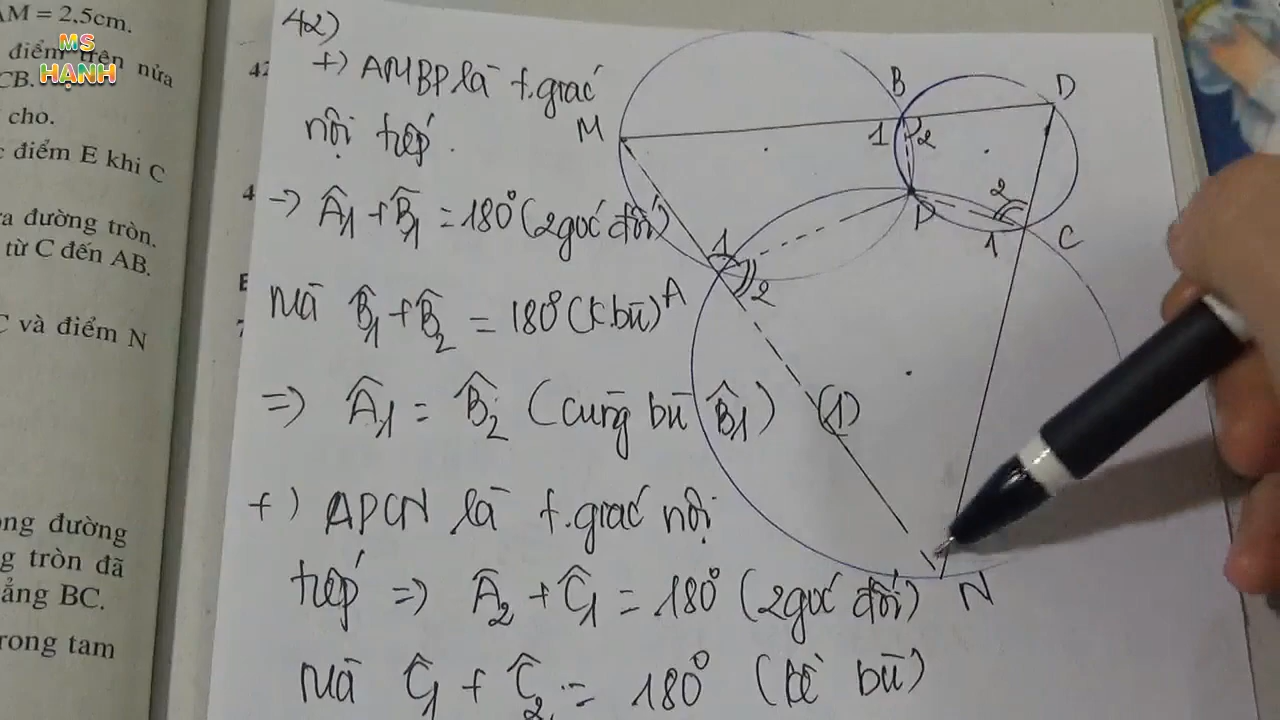 MS
HẠNH
AM = 2,5cm.
điểm trên nửa
CB.
cho.
điểm E khi C
ra đường tròn.
từ C đến AB.
C và điểm N
ong đường
g tròn đã
ẳng BC.
rong tam
42
4
42)
+) AMBP là t.giác
nội tiếp.
→ Â1 + B̂1 = 180° (2 góc đối)
mà B̂1 + B̂2 = 180° (k.bù)
=> Â1 = B̂2 (cùng bù B̂1) (1)
+) APCN là t.giác nội
tiếp => Â2 + Ĉ1 = 180° (2 góc đối)
mà Ĉ1 + Ĉ2 = 180° (kề bù)
M
B
D
1
2
P
2
1
C
1
2
A
N